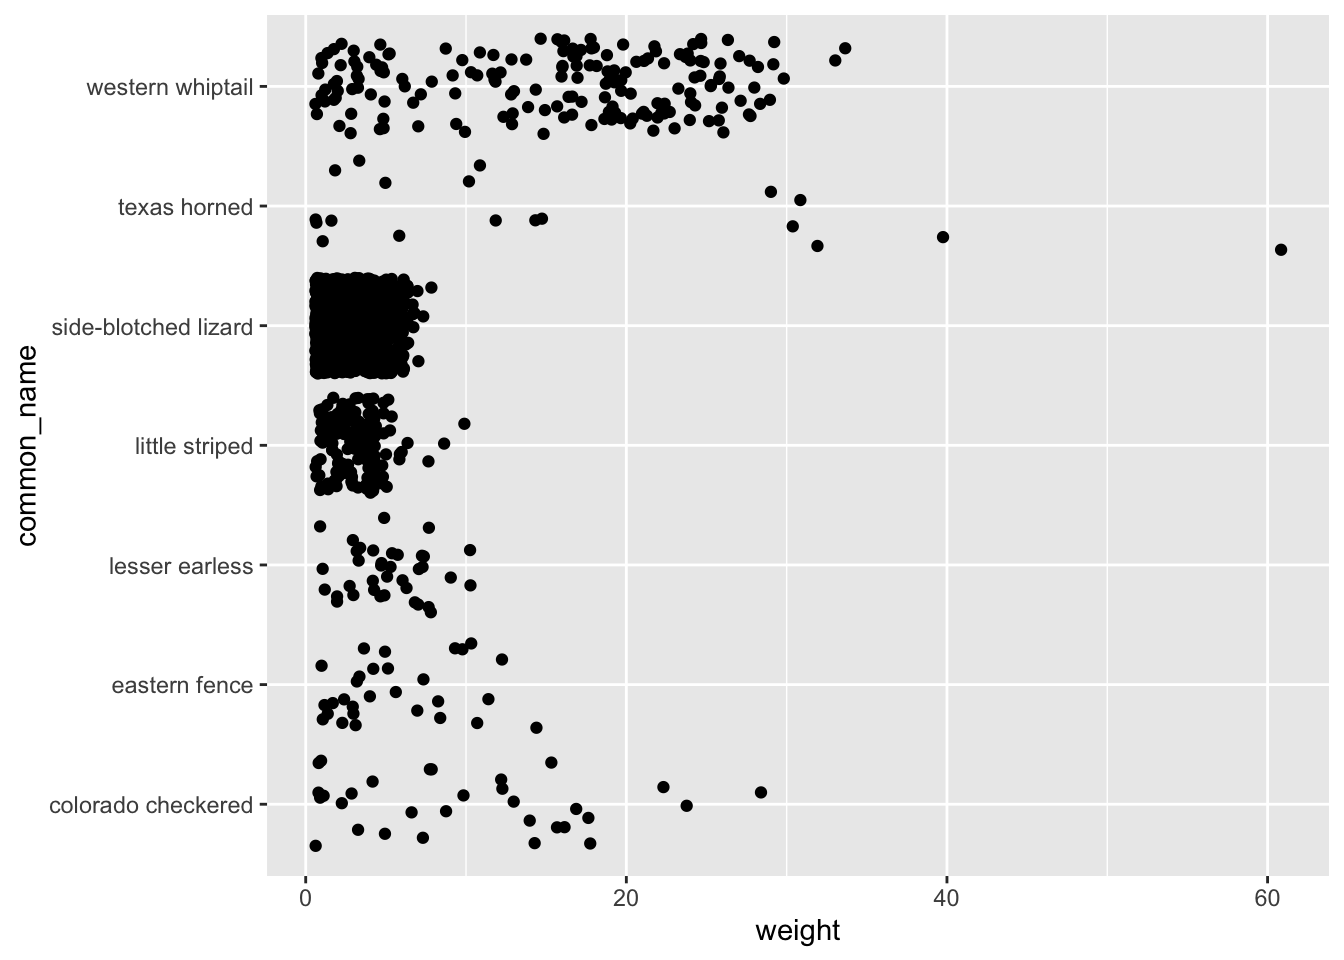 western whiptail
texas horned
side-blotched lizard
little striped
lesser earless
eastern fence
colorado checkered
common_name
0 20 40 60
weight